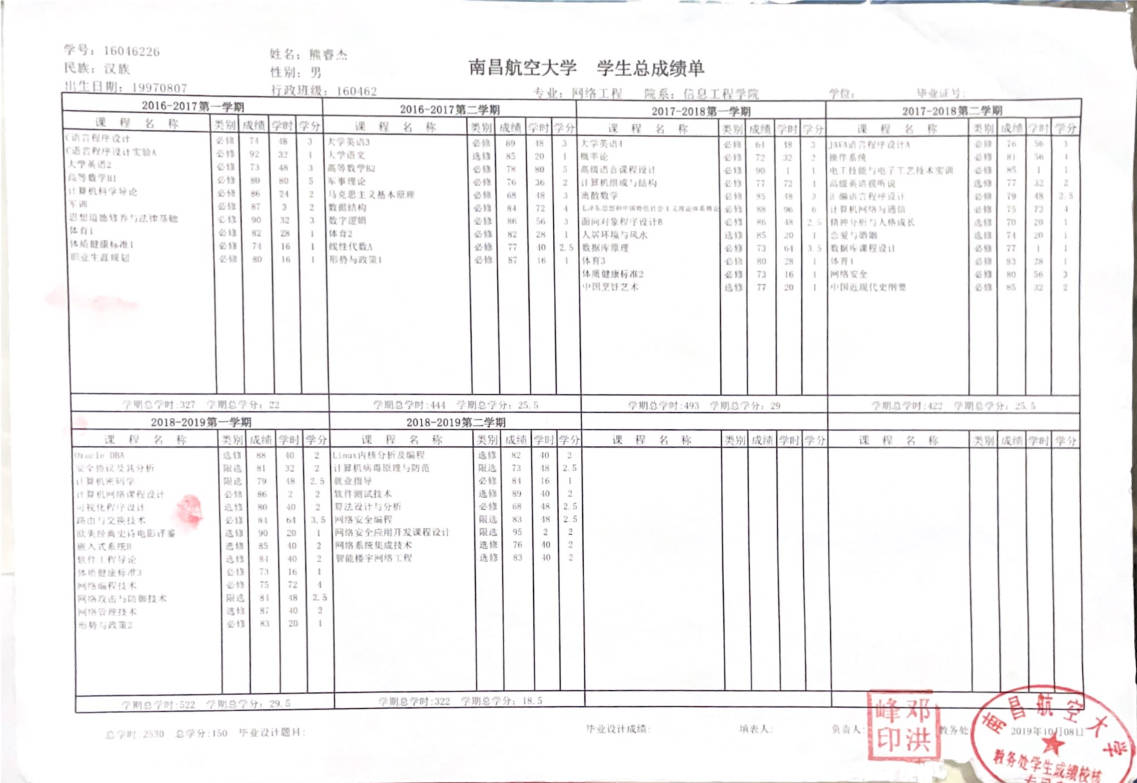 学号：16046226
姓名：熊睿杰
民族：汉族
性别：男
南昌航空大学 学生总成绩单
出生日期：19970807
行政班级：160462
专业：网络工程 院系：信息工程学院 学位： 毕业证号：
2016-2017第一学期
课 程 名 称 类别 成绩 学时 学分
C语言程序设计 必修 74 48 3
C语言程序设计实验A 必修 92 32 1
大学英语2 必修 73 48 3
高等数学B1 必修 80 80 5
计算机科学导论 必修 86 24 2
军训 必修 87 3 2
思想道德修养与法律基础 必修 90 32 3
体育1 必修 82 28 1
体质健康标准1 必修 74 16 1
职业生涯规划 必修 80 16 1
学期总学时:327 学期总学分：22
2016-2017第二学期
课 程 名 称 类别 成绩 学时 学分
大学英语3 必修 69 48 3
大学语文 选修 85 20 1
高等数学B2 必修 78 80 5
军事理论 必修 76 36 2
马克思主义基本原理 必修 68 48 3
数据结构 必修 84 72 4
数字逻辑 必修 86 56 3
体育2 必修 82 28 1
线性代数A 必修 77 40 2.5
形势与政策1 必修 87 16 1
学期总学时:444 学期总学分：25.5
2017-2018第一学期
课 程 名 称 类别 成绩 学时 学分
大学英语4 必修 64 48 3
概率论 必修 72 32 2
高级语言课程设计 必修 90 1 1
计算机组成与结构 必修 77 72 4
离散数学 必修 85 48 3
毛泽东思想和中国特色社会主义理论体系概论 必修 88 96 6
面向对象程序设计B 必修 86 48 2.5
人居环境与风水 选修 85 20 1
数据库原理 必修 73 64 3.5
体育3 必修 80 28 1
体质健康标准2 必修 73 16 1
中国烹饪艺术 选修 77 20 1
学期总学时:493 学期总学分：29
2017-2018第二学期
课 程 名 称 类别 成绩 学时 学分
JAVA语言程序设计A 必修 76 56 3
操作系统 必修 81 56 4
电工技能与电子工艺技术实训 必修 85 1 1
高级英语视听说 选修 77 32 2
汇编语言程序设计 必修 79 48 2.5
计算机网络与通信 必修 75 72 4
精神分析与人格成长 选修 70 20 1
恋爱与婚姻 选修 74 20 1
数据库课程设计 必修 77 1 1
体育4 必修 83 28 1
网络安全 必修 80 56 3
中国近现代史纲要 必修 85 32 2
学期总学时:422 学期总学分：25.5
2018-2019第一学期
课 程 名 称 类别 成绩 学时 学分
Oracle DBA 选修 88 40 2
安全协议及其分析 限选 81 32 2
计算机密码学 限选 79 48 2.5
计算机网络课程设计 必修 86 2 2
可视化程序设计 选修 80 40 2
路由与交换技术 必修 84 64 3.5
欧美经典史诗电影评鉴 选修 90 20 1
嵌入式系统B 选修 85 40 2
软件工程导论 选修 84 40 2
体质健康标准3 必修 73 16 1
网络编程技术 必修 75 72 4
网络攻击与防御技术 限选 84 48 2.5
网络管理技术 选修 87 40 2
形势与政策2 必修 83 20 1
学期总学时:522 学期总学分：29.5
2018-2019第二学期
课 程 名 称 类别 成绩 学时 学分
Linux内核分析及编程 选修 82 40 2
计算机病毒原理与防范 限选 73 48 2.5
就业指导 必修 84 16 1
软件测试技术 选修 89 40 2
算法设计与分析 必修 68 48 2.5
网络安全编程 限选 83 48 2.5
网络安全应用开发课程设计 限选 95 2 2
网络系统集成技术 选修 76 40 2
智能楼宇网络工程 选修 83 40 2
学期总学时:322 学期总学分：18.5
课 程 名 称 类别 成绩 学时 学分
课 程 名 称 类别 成绩 学时 学分
总学时:2530 总学分:150 毕业设计题目: 毕业设计成绩: 填表人: 负责人: 教务处
邓洪峰印
2019年10月08日
南昌航空大学
教务处学生成绩校核